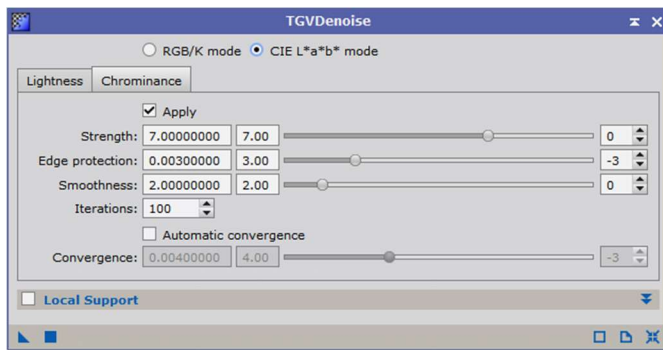 TGVDenoise
RGB/K mode CIE L*a*b* mode
Lightness Chrominance
Apply
Strength: 7.00000000 7.00 0
Edge protection: 0.00300000 3.00 -3
Smoothness: 2.00000000 2.00 0
Iterations: 100
Automatic convergence
Convergence: 0.00400000 4.00 -3
Local Support